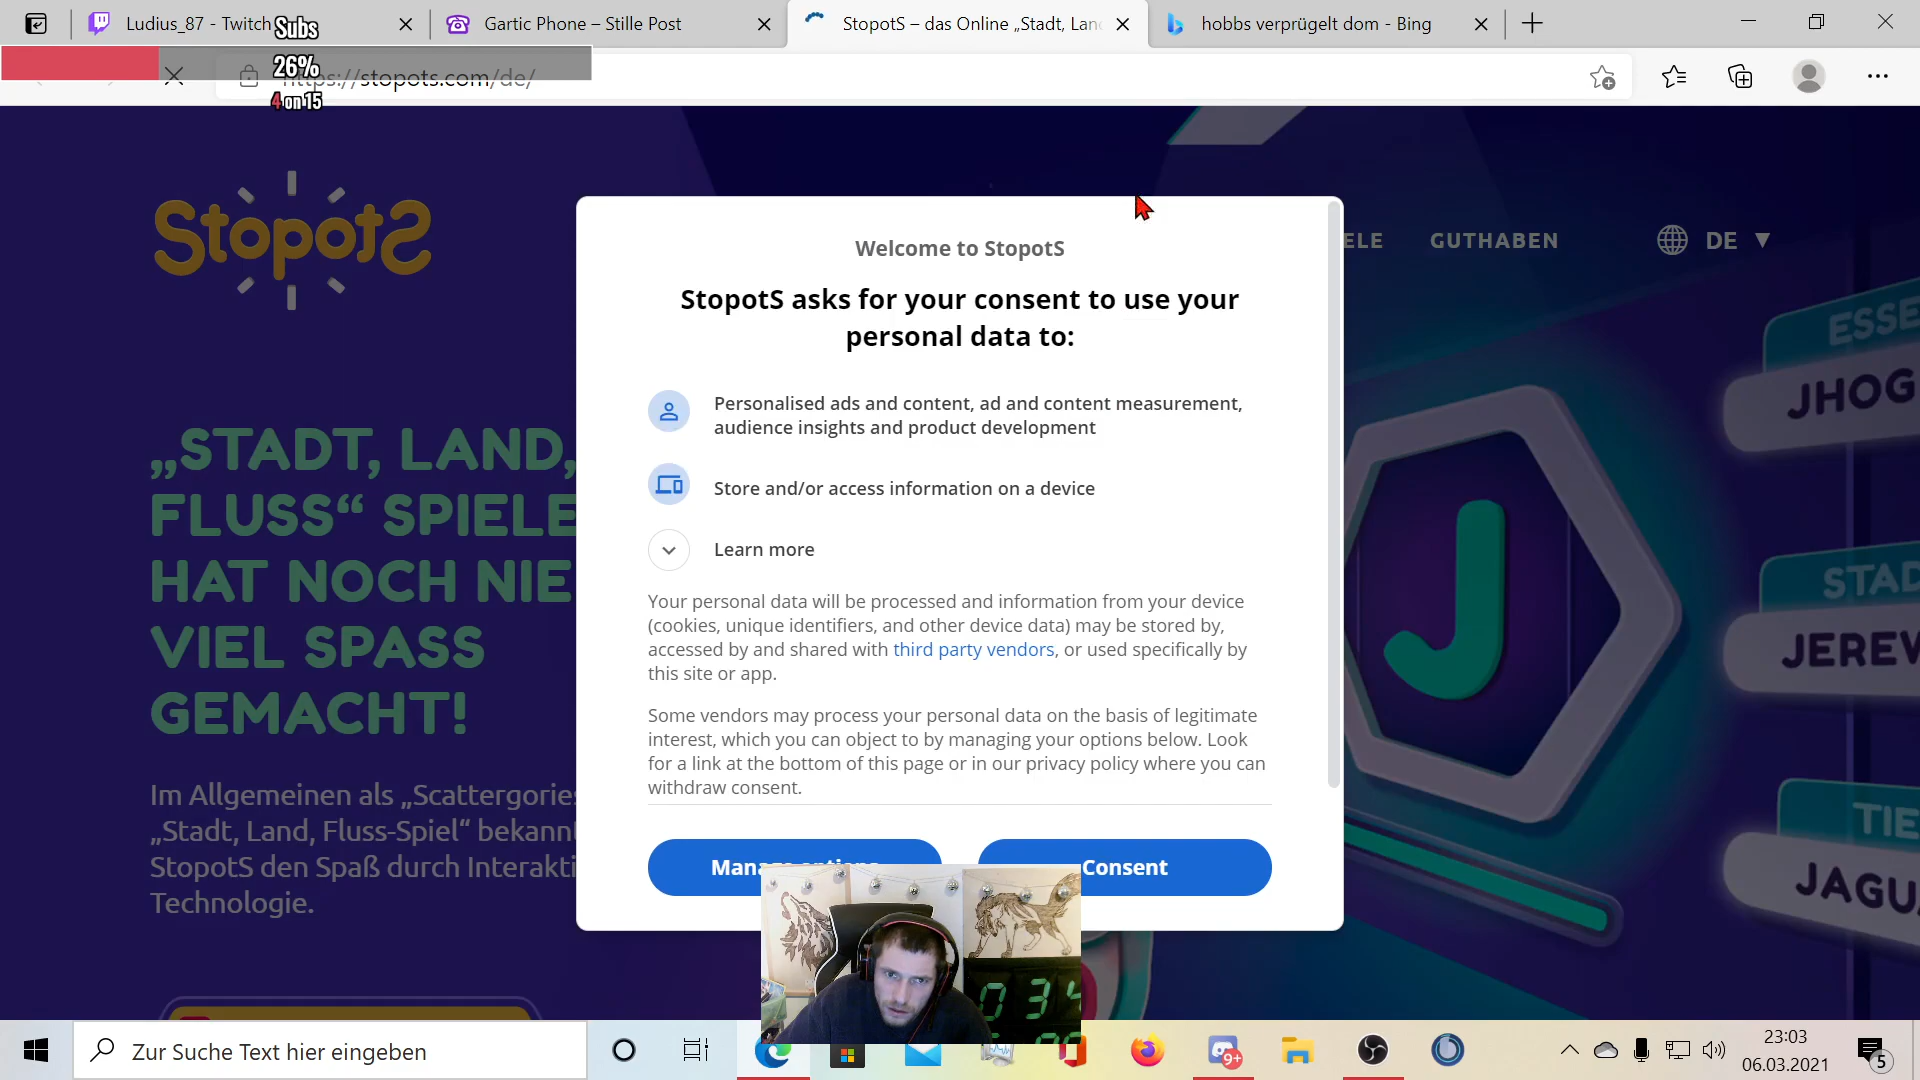 Ludius_87 - Twitch
Subs
Gartic Phone – Stille Post
StopotS – das Online „Stadt, Lan
hobbs verprügelt dom - Bing
26%
https://stopots.com/de/
4 on 15
StopotS
GUTHABEN
DE
Welcome to StopotS
StopotS asks for your consent to use your
personal data to:
Personalised ads and content, ad and content measurement,
audience insights and product development
Store and/or access information on a device
Learn more
Your personal data will be processed and information from your device
(cookies, unique identifiers, and other device data) may be stored by,
accessed by and shared with third party vendors, or used specifically by
this site or app.
Some vendors may process your personal data on the basis of legitimate
interest, which you can object to by managing your options below. Look
for a link at the bottom of this page or in our privacy policy where you can
withdraw consent.
Manage options
Consent
„STADT, LAND,
FLUSS“ SPIELE
HAT NOCH NIE
VIEL SPASS
GEMACHT!
Im Allgemeinen als „Scattergories
„Stadt, Land, Fluss-Spiel“ bekannt
StopotS den Spaß durch Interakti
Technologie.
ESSE
JHOG
J
STAD
JEREW
TIE
JAGU
034
Zur Suche Text hier eingeben
9+
23:03
06.03.2021
5